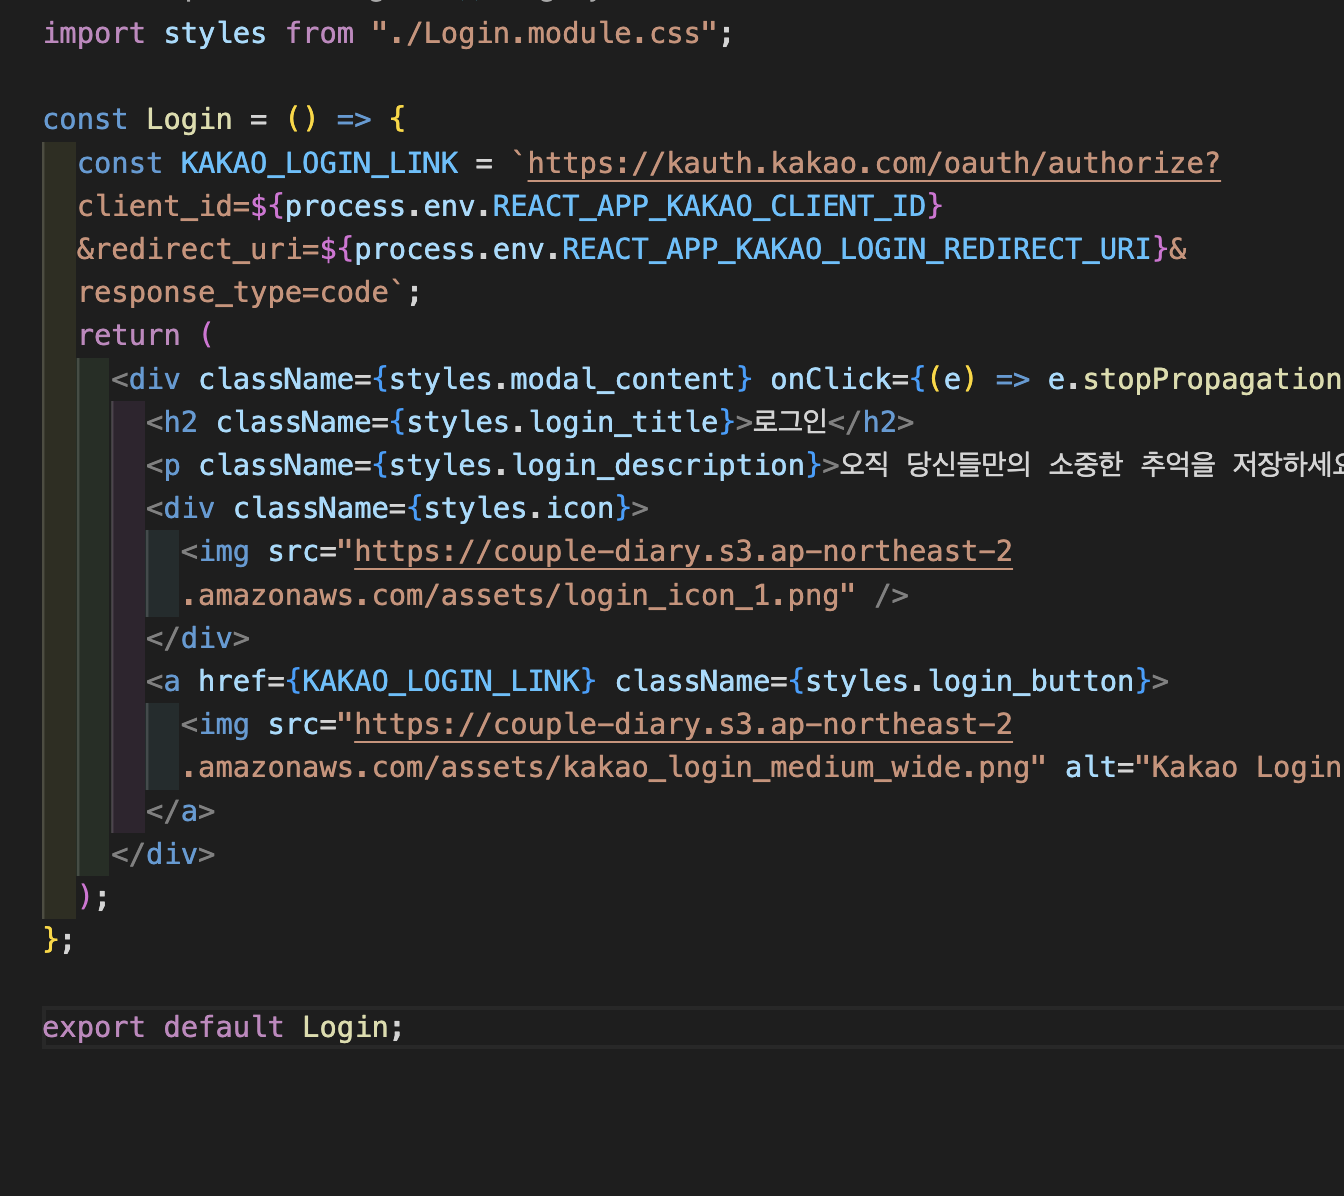 import styles from "./Login.module.css";
const Login = () => {
const KAKAO_LOGIN_LINK = `https://kauth.kakao.com/oauth/authorize?
client_id=${process.env.REACT_APP_KAKAO_CLIENT_ID}
&redirect_uri=${process.env.REACT_APP_KAKAO_LOGIN_REDIRECT_URI}&
response_type=code`;
return (
<div className={styles.modal_content} onClick={(e) => e.stopPropagation
<h2 className={styles.login_title}>로그인</h2>
<p className={styles.login_description}>오직 당신들만의 소중한 추억을 저장하세요
<div className={styles.icon}>
<img src="https://couple-diary.s3.ap-northeast-2
.amazonaws.com/assets/login_icon_1.png" />
</div>
<a href={KAKAO_LOGIN_LINK} className={styles.login_button}>
<img src="https://couple-diary.s3.ap-northeast-2
.amazonaws.com/assets/kakao_login_medium_wide.png" alt="Kakao Login
</a>
</div>
);
};
export default Login;